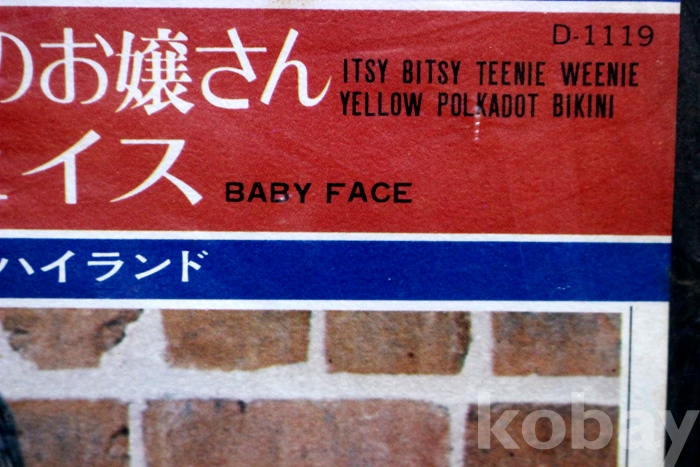 D-1119
のお嬢さん
ITSY BITSY TEENIE WEENIE
YELLOW POLKADOT BIKINI
ェイス BABY FACE
ハイランド
kobay